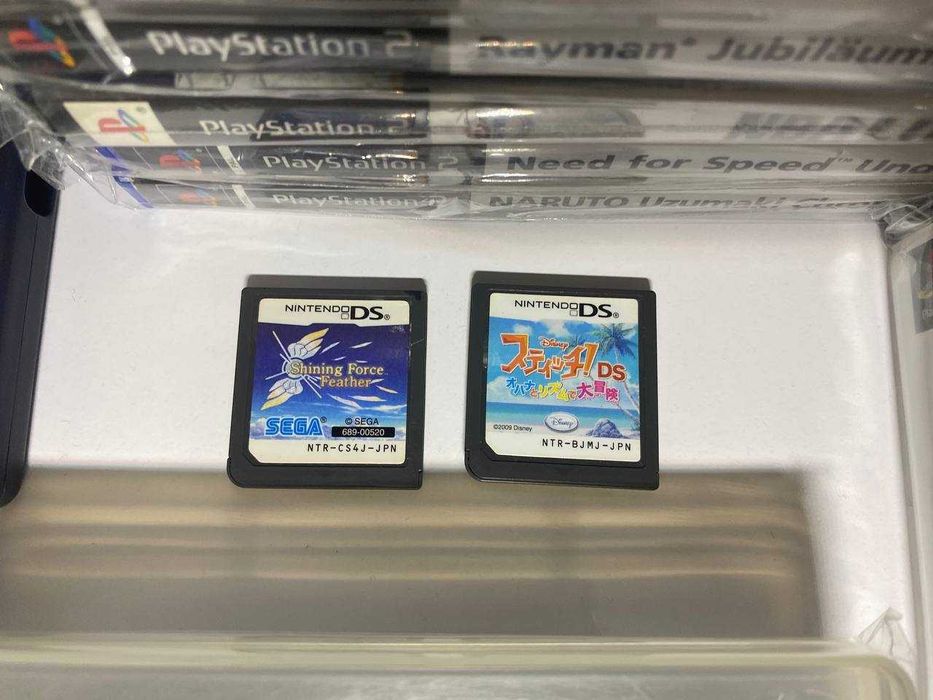 PlayStation 2 Rayman® Jubiläum
PlayStation 2
PlayStation 2 Need for Speed™ Und
PlayStation 2 NARUTO Uzumaki Chron
NINTENDO DS®
Shining Force
Feather
SEGA®
© SEGA
689-00520
NTR-CS4J-JPN
NINTENDO DS®
Disney
スティッチ! DS
オハナとリズムで大冒険
Disney
©2009 Disney
NTR-BJMJ-JPN